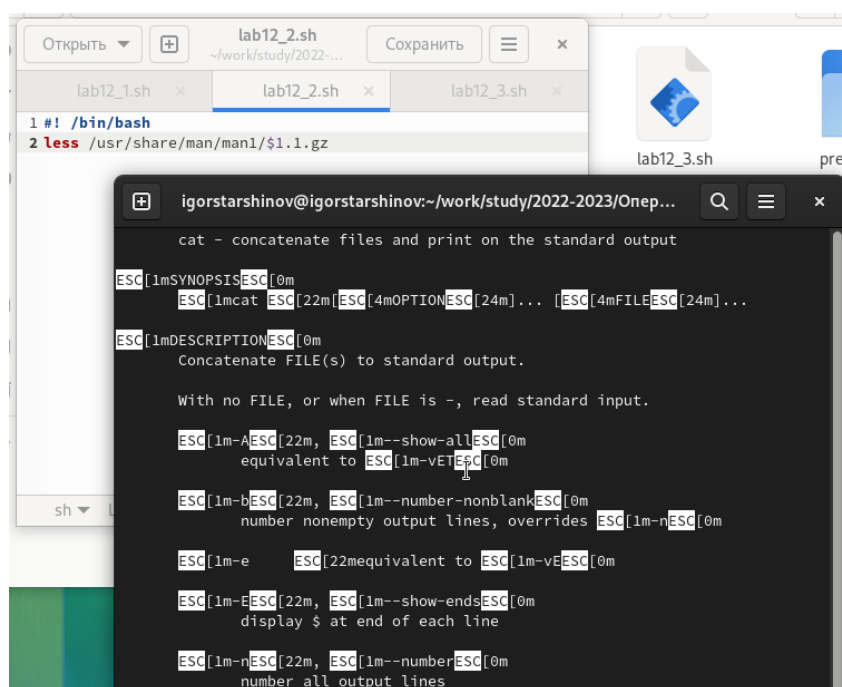 Открыть
lab12_2.sh
~/work/study/2022-...
Сохранить
lab12_1.sh
lab12_2.sh
lab12_3.sh
1 #! /bin/bash
2 less /usr/share/man/man1/$1.1.gz
sh
lab12_3.sh
pre
igorstarshinov@igorstarshinov:~/work/study/2022-2023/Опер...
cat - concatenate files and print on the standard output
ESC[1mSYNOPSISESC[0m
ESC[1mcat ESC[22m[ESC[4mOPTIONESC[24m]... [ESC[4mFILEESC[24m]...
ESC[1mDESCRIPTIONESC[0m
Concatenate FILE(s) to standard output.
With no FILE, or when FILE is -, read standard input.
ESC[1m-AESC[22m, ESC[1m--show-allESC[0m
equivalent to ESC[1m-vETESC[0m
ESC[1m-bESC[22m, ESC[1m--number-nonblankESC[0m
number nonempty output lines, overrides ESC[1m-nESC[0m
ESC[1m-e ESC[22mequivalent to ESC[1m-vEESC[0m
ESC[1m-EESC[22m, ESC[1m--show-endsESC[0m
display $ at end of each line
ESC[1m-nESC[22m, ESC[1m--numberESC[0m
number all output lines